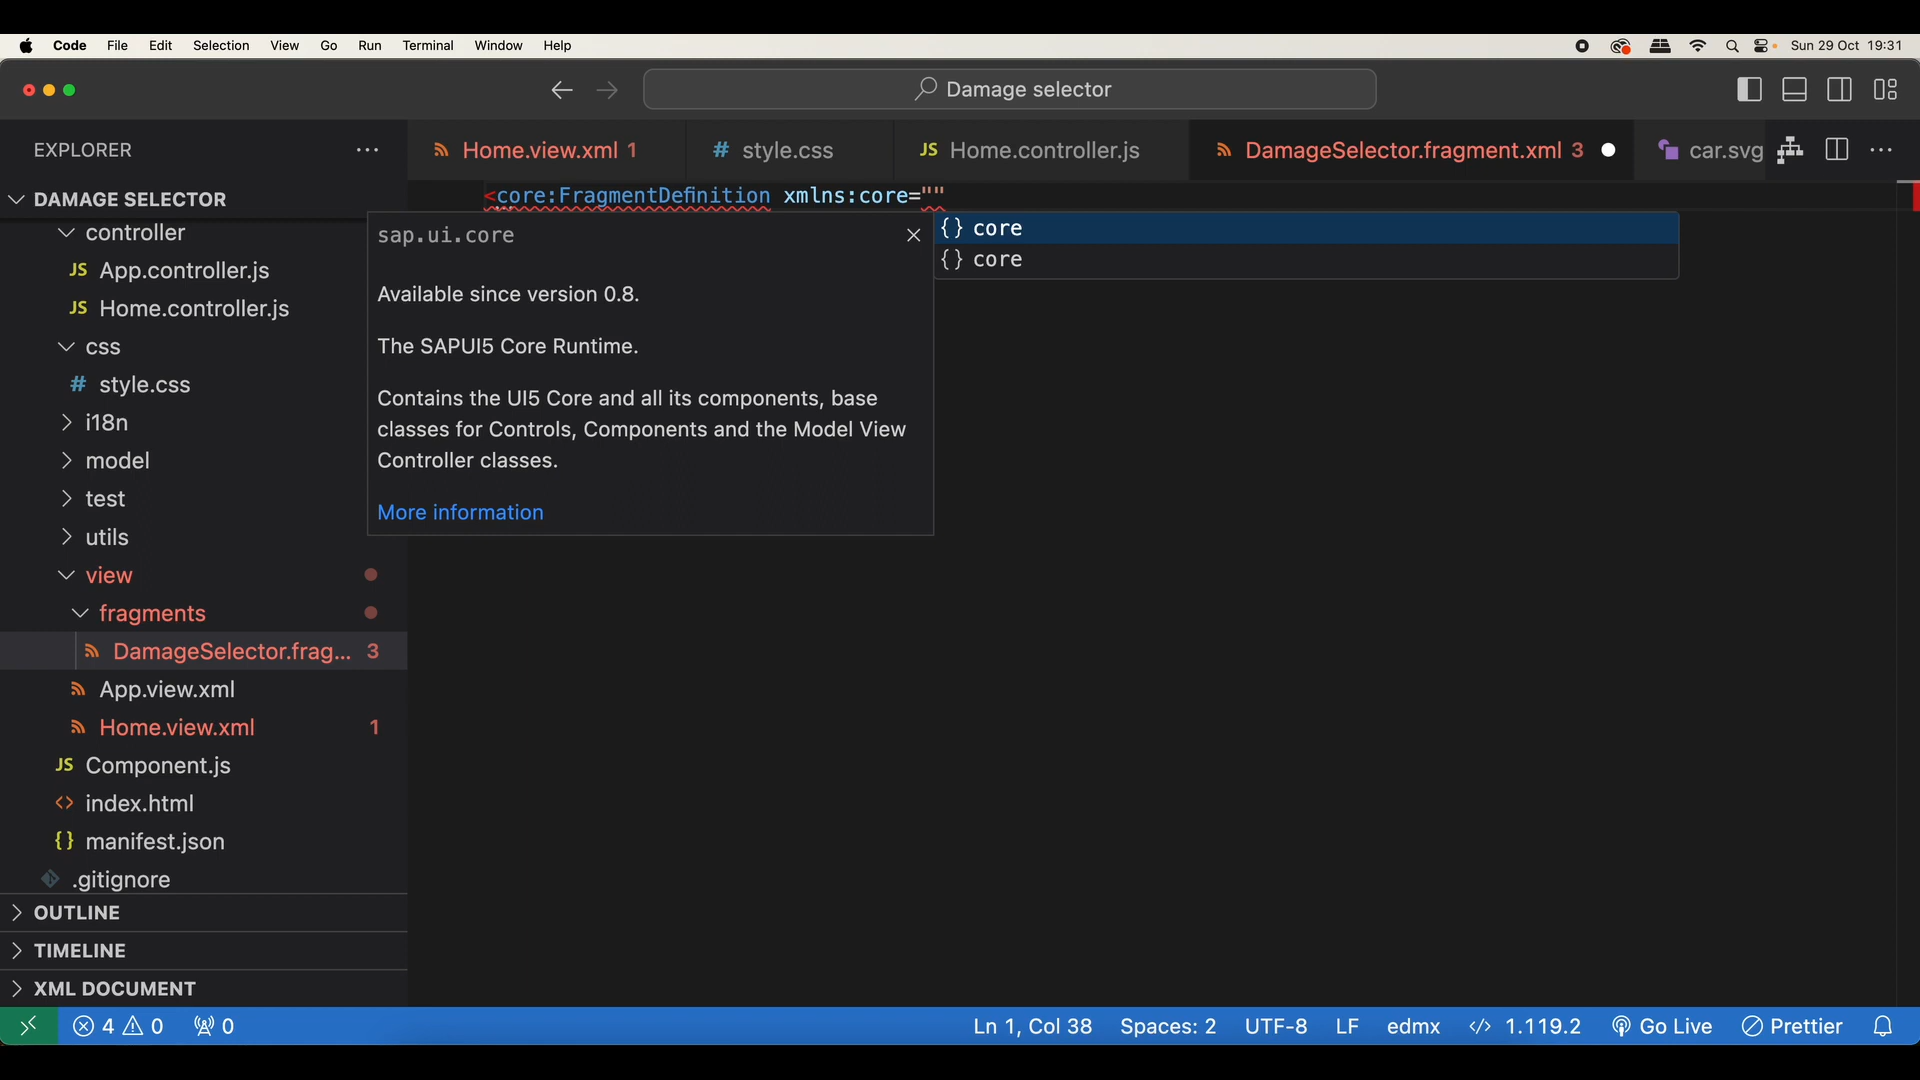 Code File Edit Selection View Go Run Terminal Window Help Sun 29 Oct 19:31
Damage selector
EXPLORER
Home.view.xml 1 # style.css JS Home.controller.js DamageSelector.fragment.xml 3 car.svg
DAMAGE SELECTOR
<core:FragmentDefinition xmlns:core=""
controller
JS App.controller.js
JS Home.controller.js
css
# style.css
i18n
model
test
utils
view
fragments
DamageSelector.frag... 3
App.view.xml
Home.view.xml 1
JS Component.js
<> index.html
{} manifest.json
.gitignore
OUTLINE
TIMELINE
XML DOCUMENT
sap.ui.core
Available since version 0.8.
The SAPUI5 Core Runtime.
Contains the UI5 Core and all its components, base
classes for Controls, Components and the Model View
Controller classes.
More information
{} core
{} core
4 0 0 Ln 1, Col 38 Spaces: 2 UTF-8 LF edmx </> 1.119.2 Go Live Prettier